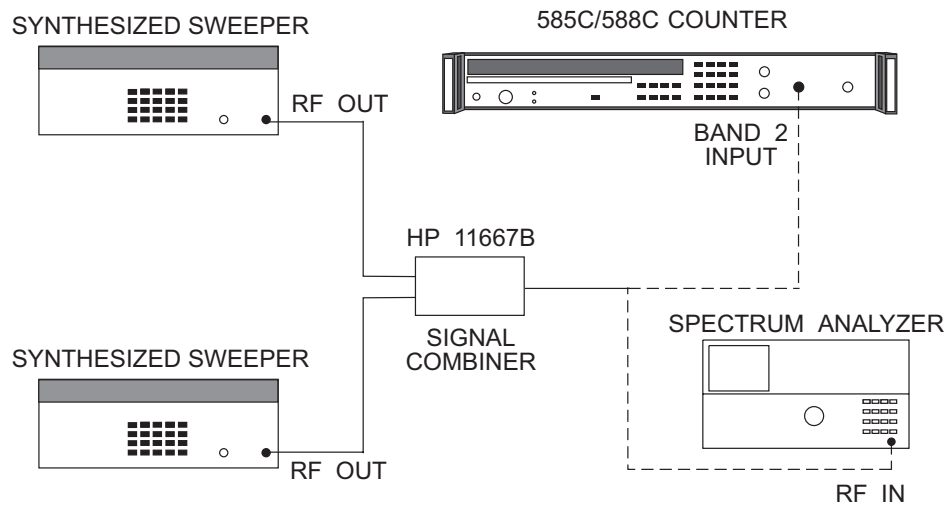 SYNTHESIZED SWEEPER
585C/588C COUNTER
RF OUT
BAND 2
INPUT
HP 11667B
SIGNAL
COMBINER
SPECTRUM ANALYZER
SYNTHESIZED SWEEPER
RF OUT
RF IN